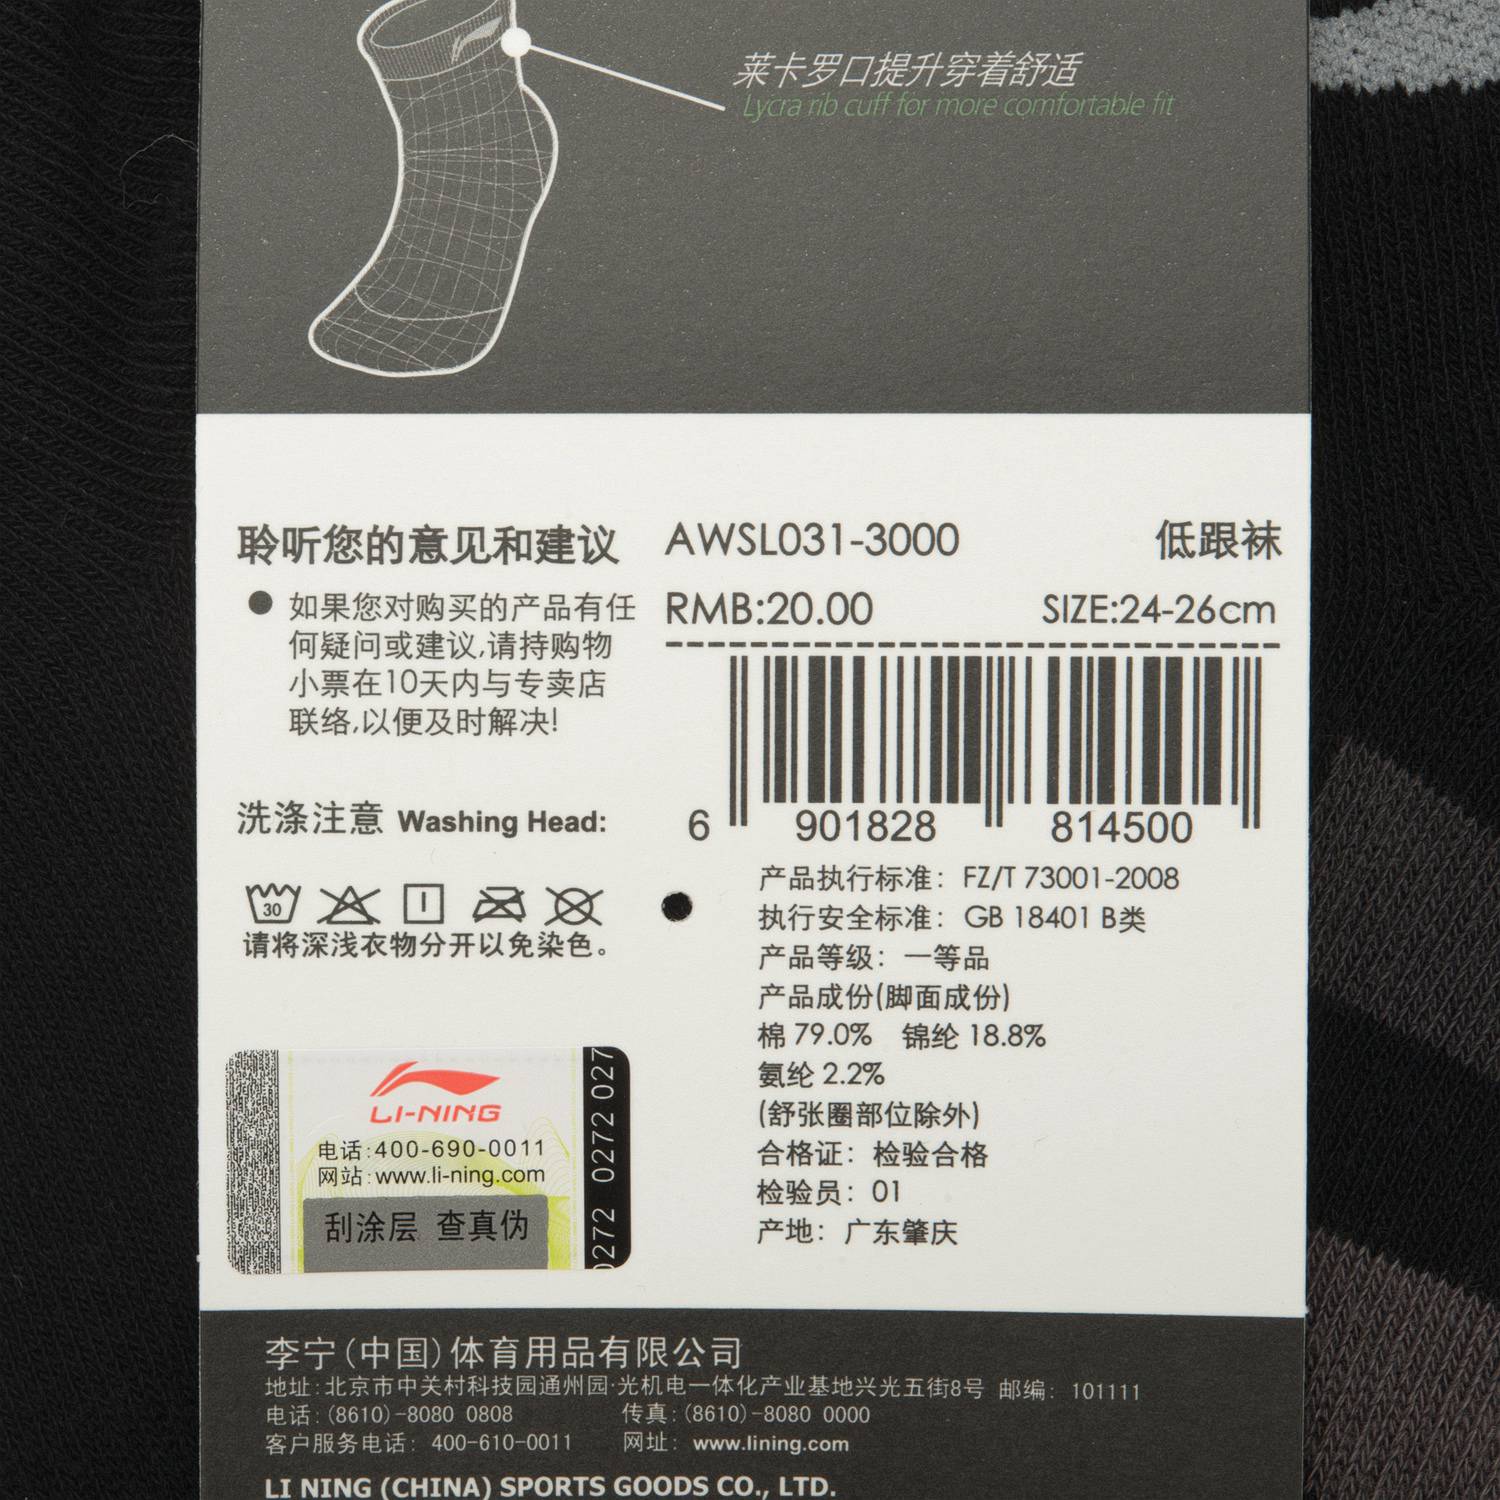 莱卡罗口提升穿着舒适
Lycra rib cuff for more comfortable fit
聆听您的意见和建议
如果您对购买的产品有任
何疑问或建议,请持购物
小票在10天内与专卖店
联络,以便及时解决!
洗涤注意 Washing Head:
30
请将深浅衣物分开以免染色。
AWSL031-3000 低跟袜
RMB:20.00 SIZE:24-26cm
6 901828 814500
产品执行标准：FZ/T 73001-2008
执行安全标准：GB 18401 B类
产品等级：一等品
产品成份(脚面成份)
棉 79.0% 锦纶 18.8%
氨纶 2.2%
(舒张圈部位除外)
合格证：检验合格
检验员：01
产地：广东肇庆
LI-NING
电话:400-690-0011
网站:www.li-ning.com
刮涂层 查真伪
0272 0272 027
李宁(中国)体育用品有限公司
地址:北京市中关村科技园通州园·光机电一体化产业基地兴光五街8号 邮编: 101111
电话:(8610)-8080 0808 传真:(8610)-8080 0000
客户服务电话: 400-610-0011 网址: www.lining.com
LI NING (CHINA) SPORTS GOODS CO., LTD.